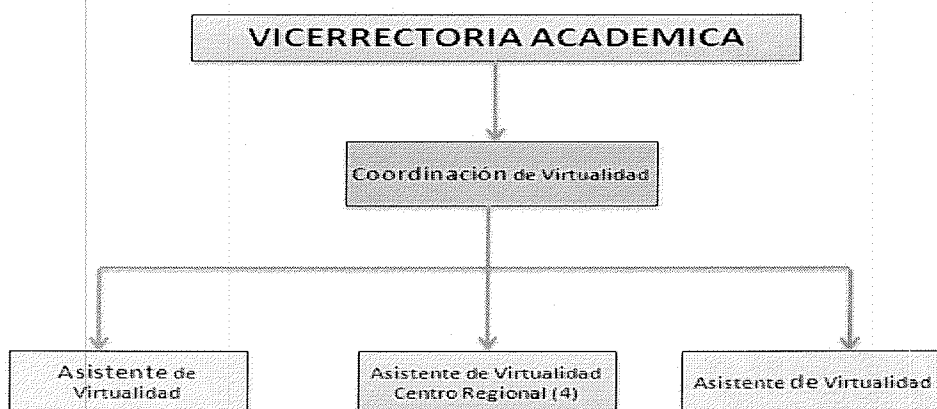 VICERRECTORIA ACADEMICA
Coordinación de Virtualidad
Asistente de
Virtualidad
Asistente de Virtualidad
Centro Regional (4)
Asistente de Virtualidad